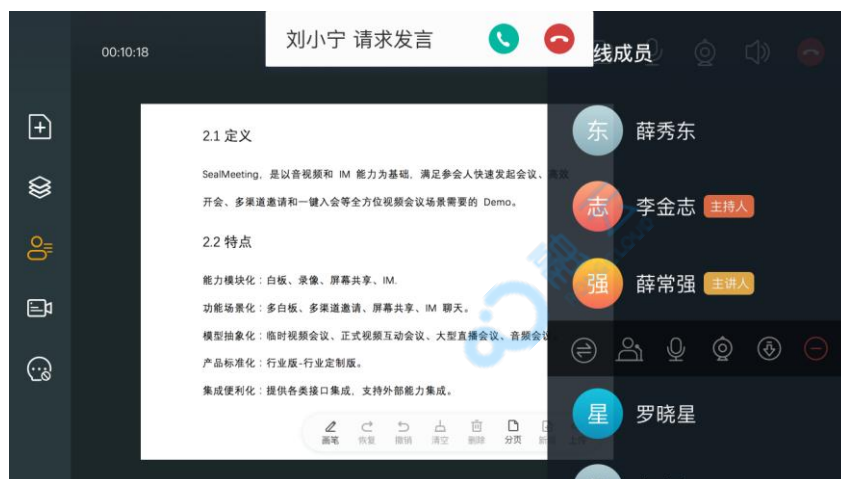 刘小宁 请求发言
00:10:18
线成员
2.1 定义
SealMeeting，是以音视频和 IM 能力为基础，满足参会人快速发起会议、高效
开会、多渠道邀请和一键入会等全方位视频会议场景需要的 Demo。
2.2 特点
能力模块化：白板、录像、屏幕共享、IM.
功能场景化：多白板、多渠道邀请、屏幕共享、IM 聊天。
模型抽象化：临时视频会议、正式视频互动会议、大型直播会议、音频会议
产品标准化：行业版-行业定制版。
集成便利化：提供各类接口集成，支持外部能力集成。
画笔 恢复 撤销 清空 删除 分页 新增 上传
东 薛秀东
志 李金志 主持人
强 薛常强 主讲人
星 罗晓星
融云